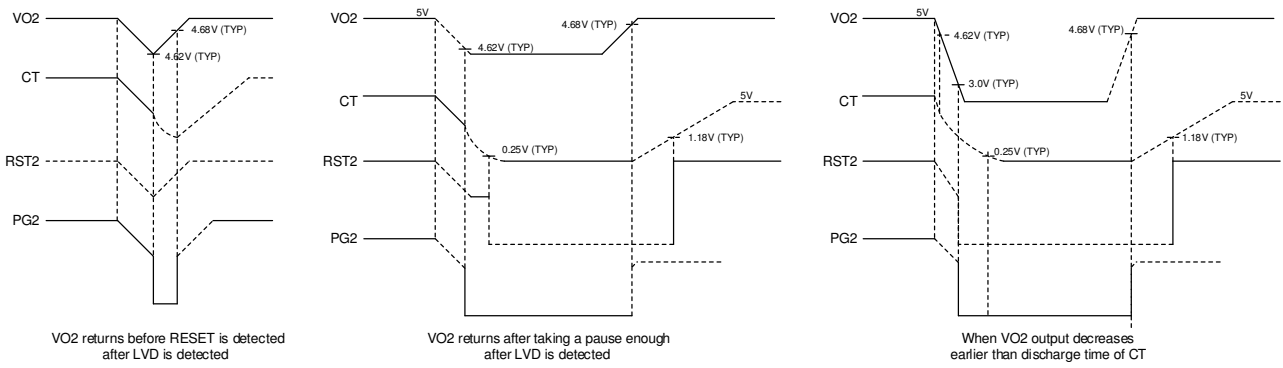 VO2
4.68V (TYP)
4.62V (TYP)
CT
RST2
PG2
VO2 returns before RESET is detected
after LVD is detected
VO2
5V
4.68V (TYP)
4.62V (TYP)
CT
5V
1.18V (TYP)
0.25V (TYP)
RST2
PG2
VO2 returns after taking a pause enough
after LVD is detected
VO2
5V
4.62V (TYP)
4.68V (TYP)
3.0V (TYP)
CT
5V
1.18V (TYP)
0.25V (TYP)
RST2
PG2
When VO2 output decreases
earlier than discharge time of CT